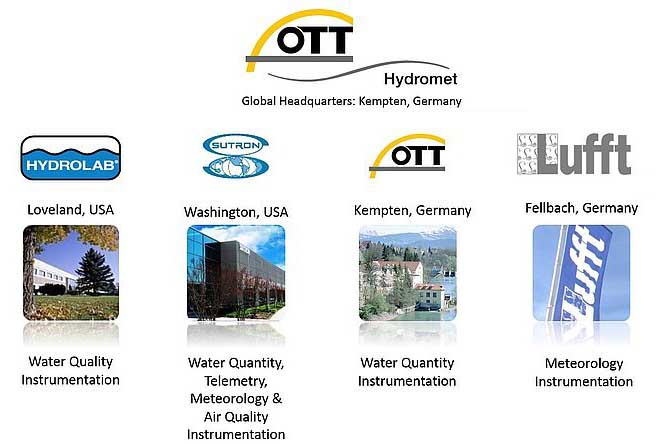 OTT
Hydromet
Global Headquarters: Kempten, Germany
HYDROLAB®
SUTRON
OTT
Lufft
Loveland, USA
Washington, USA
Kempten, Germany
Fellbach, Germany
Lufft
Water Quality
Instrumentation
Water Quantity,
Telemetry,
Meteorology &
Air Quality
Instrumentation
Water Quantity
Instrumentation
Meteorology
Instrumentation